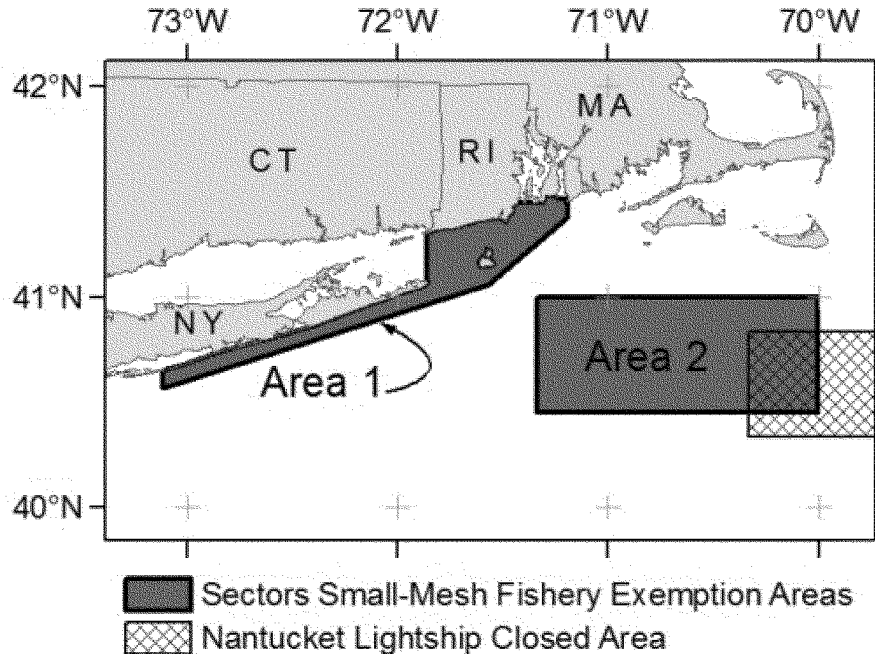 73°W 72°W 71°W 70°W
42°N
MA
RI
CT
41°N
NY
Area 2
Area 1
40°N
Sectors Small-Mesh Fishery Exemption Areas
Nantucket Lightship Closed Area